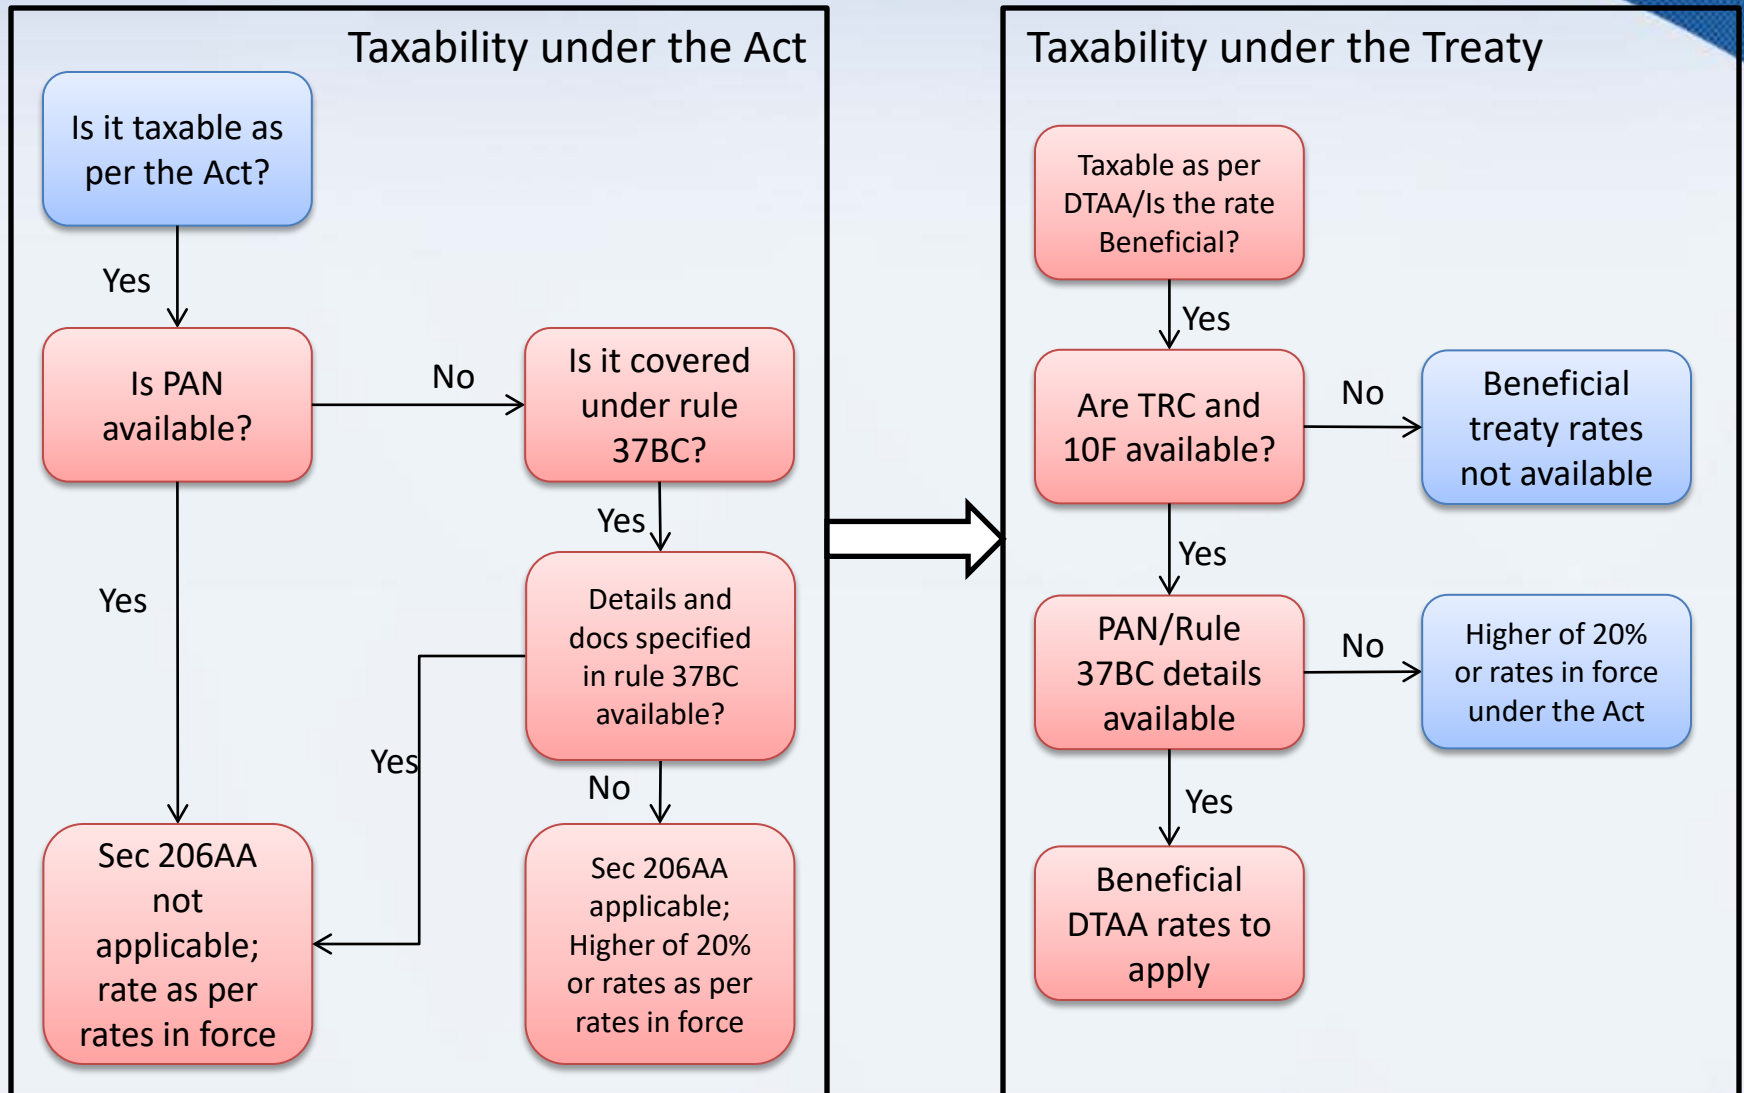 Taxability under the Act
Is it taxable as
per the Act?
Yes
Is PAN
available?
No
Is it covered
under rule
37BC?
Yes
Yes
Details and
docs specified
in rule 37BC
available?
Yes
No
Sec 206AA
not
applicable;
rate as per
rates in force
Sec 206AA
applicable;
Higher of 20%
or rates as per
rates in force
Taxability under the Treaty
Taxable as per
DTAA/Is the rate
Beneficial?
Yes
Are TRC and
10F available?
No
Beneficial
treaty rates
not available
Yes
PAN/Rule
37BC details
available
No
Higher of 20%
or rates in force
under the Act
Yes
Beneficial
DTAA rates to
apply